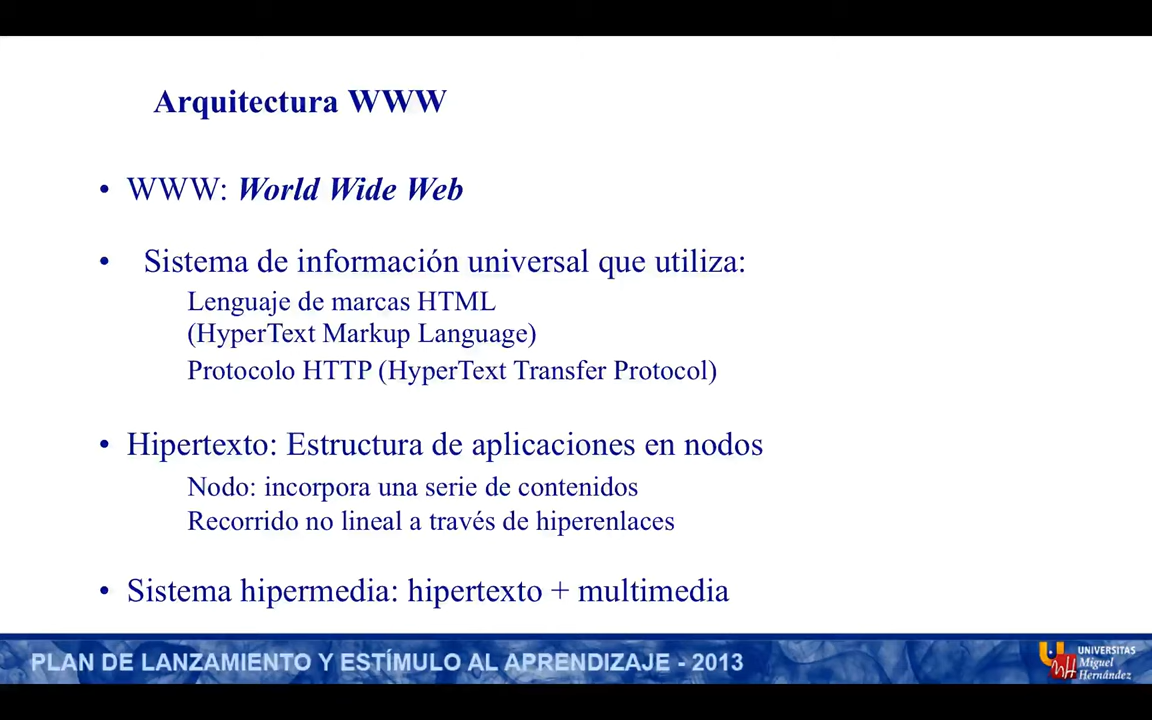 Arquitectura WWW
• WWW: World Wide Web
• Sistema de información universal que utiliza:
Lenguaje de marcas HTML
(HyperText Markup Language)
Protocolo HTTP (HyperText Transfer Protocol)
• Hipertexto: Estructura de aplicaciones en nodos
Nodo: incorpora una serie de contenidos
Recorrido no lineal a través de hiperenlaces
• Sistema hipermedia: hipertexto + multimedia
PLAN DE LANZAMIENTO Y ESTÍMULO AL APRENDIZAJE - 2013
UNIVERSITAS
Miguel
Hernández